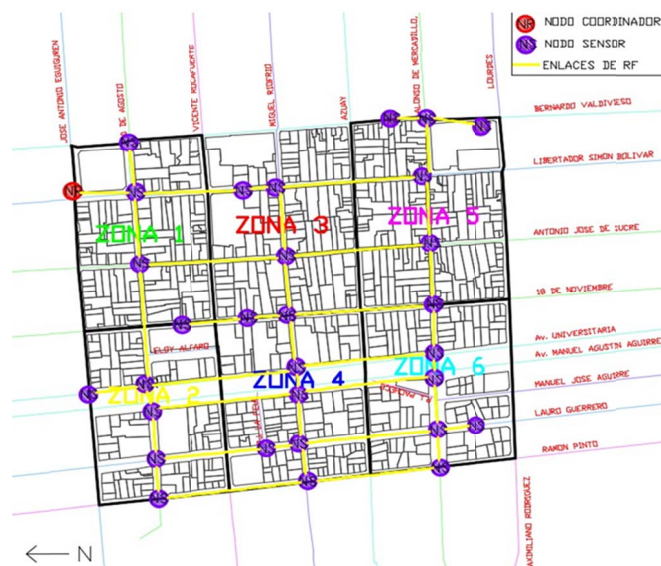 NODO COORDINADOR
NODO SENSOR
ENLACES DE RF
JOSE ANTONIO EGUIGUREN
DE AGOSTO
VICENTE ROCAFUERTE
MIGUEL RIOFRIO
AZUAY
ALONSO DE MERCADILLO
LOURDES
BERNARDO VALDIVIESO
LIBERTADOR SIMON BOLIVAR
ANTONIO JOSE DE SUCRE
18 DE NOVIEMBRE
Av. UNIVERSITARIA
Av. MANUEL AGUSTIN AGUIRRE
MANUEL JOSE AGUIRRE
LAURO GUERRERO
RAMON PINTO
AXIMILIANO RODRIGUEZ
ZONA 1
ZONA 3
ZONA 5
ELOY ALFARO
ZONA 2
ZONA 4
ZONA 6
N